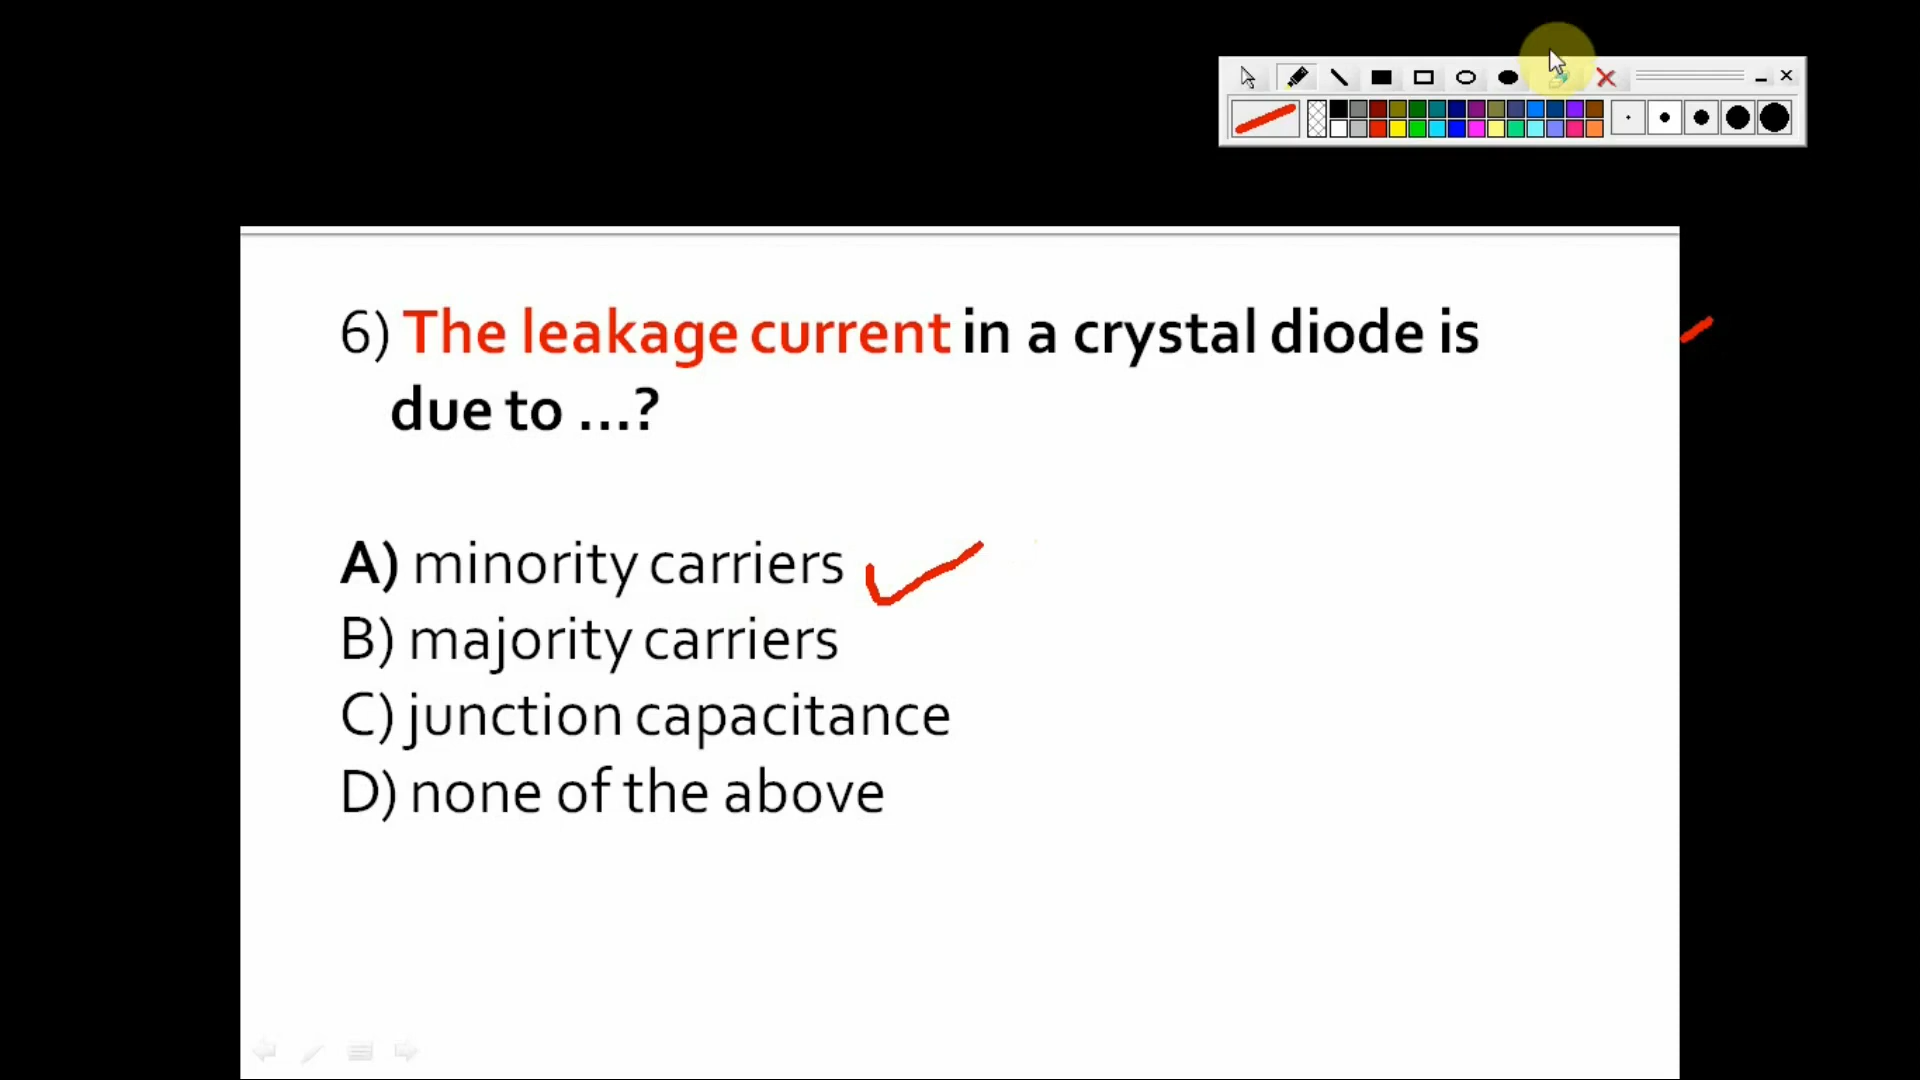 6) The leakage current in a crystal diode is
due to ...?
A) minority carriers
B) majority carriers
C) junction capacitance
D) none of the above